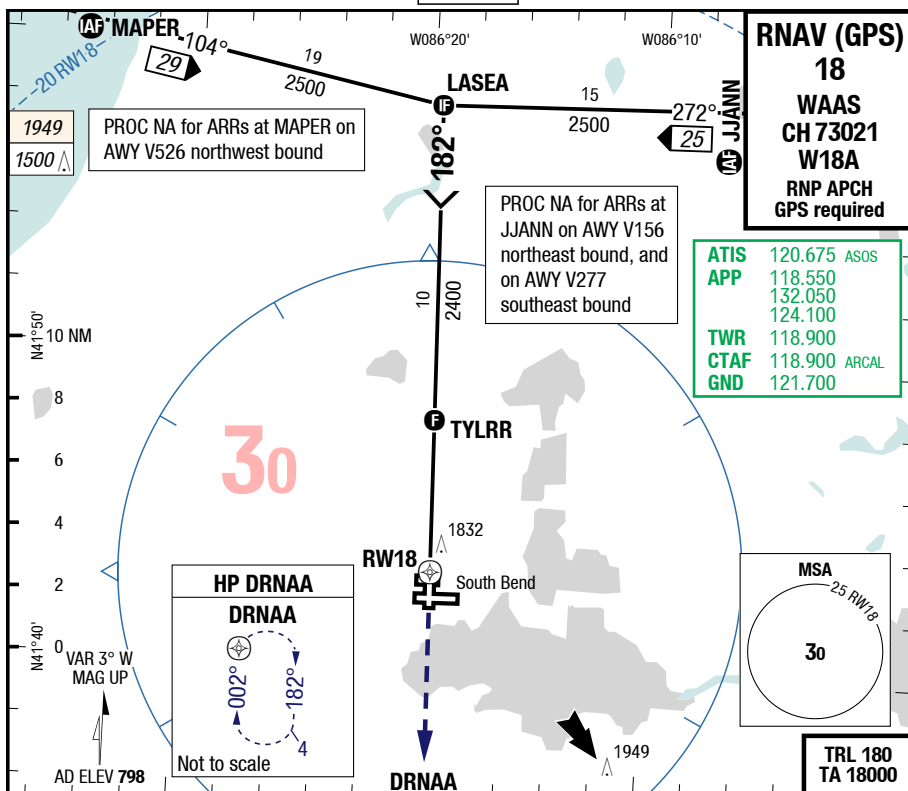 IAF MAPER
104°
29
19
2500
W086°20'
W086°10'
LASEA
IF
15
2500
272°
25
IAF JJANN
20 RW18
1949
1500
PROC NA for ARRs at MAPER on
AWY V526 northwest bound
182°
PROC NA for ARRs at
JJANN on AWY V156
northeast bound, and
on AWY V277
southeast bound
RNAV (GPS)
18
WAAS
CH 73021
W18A
RNP APCH
GPS required
ATIS 120.675 ASOS
APP 118.550
132.050
124.100
TWR 118.900
CTAF 118.900 ARCAL
GND 121.700
10
2400
N41°50'
10 NM
8
6
4
2
0
N41°40'
30
F TYLRR
1832
RW18
South Bend
HP DRNAA
DRNAA
002°
182°
4
Not to scale
VAR 3° W
MAG UP
AD ELEV 798
DRNAA
1949
MSA
25 RW18
30
TRL 180
TA 18000